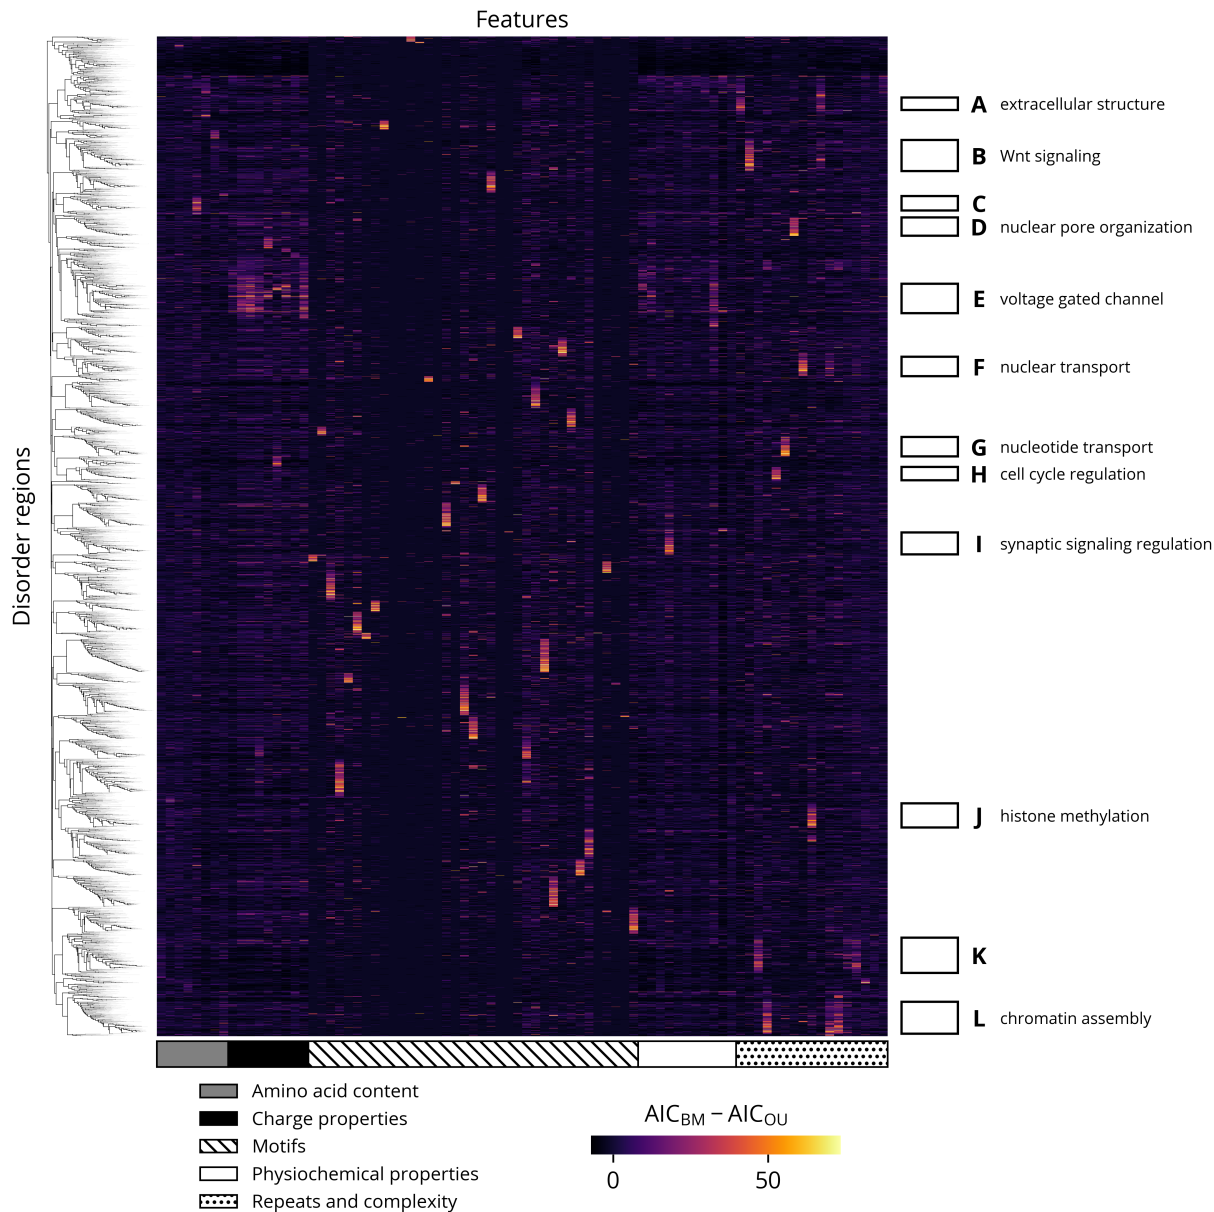 Features
Disorder regions
A extracellular structure
B Wnt signaling
C
D nuclear pore organization
E voltage gated channel
F nuclear transport
G nucleotide transport
H cell cycle regulation
I synaptic signaling regulation
J histone methylation
K
L chromatin assembly
Amino acid content
Charge properties
Motifs
Physiochemical properties
Repeats and complexity
AIC_BM − AIC_OU
0 50